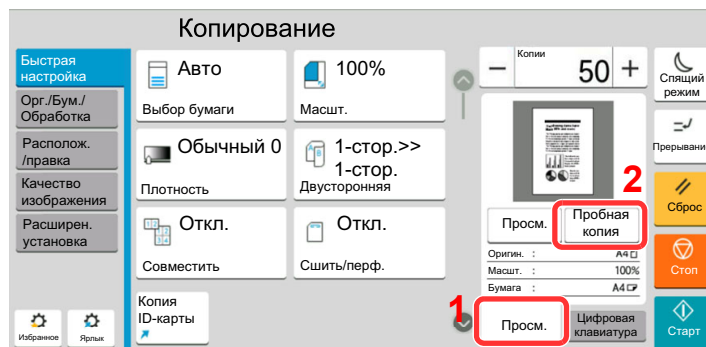 Копирование
Быстрая
настройка
Орг./Бум./
Обработка
Располож.
/правка
Качество
изображения
Расширен.
установка
Избранное
Ярлык
Авто
Выбор бумаги
100%
Масшт.
Обычный 0
Плотность
1-стор.>>
1-стор.
Двусторонняя
Откл.
Совместить
Откл.
Сшить/перф.
Копия
ID-карты
Копии
50
2
Просм.
Пробная
копия
Оригин. : A4
Масшт. : 100%
Бумага : A4
1
Просм.
Цифровая
клавиатура
Спящий
режим
Прерывани
Сброс
Стоп
Старт